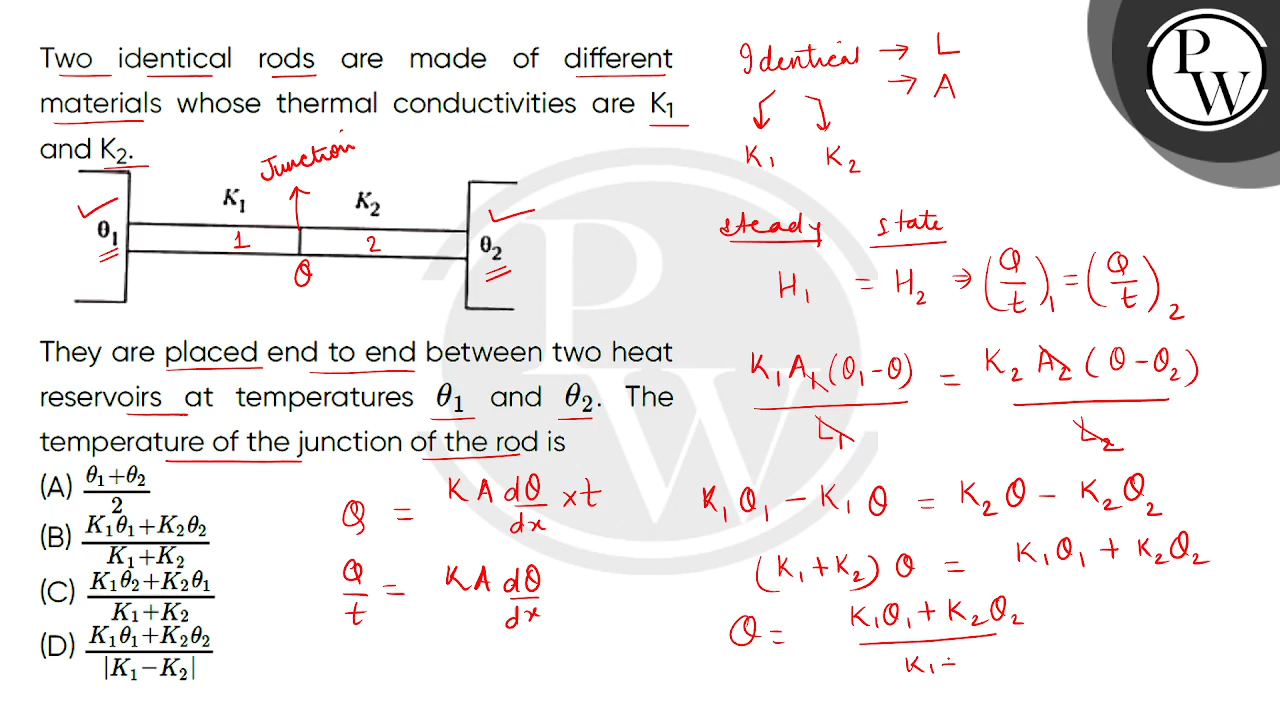 Two identical rods are made of different
materials whose thermal conductivities are K₁
and K₂.
Junction
K₁ K₂
θ₁ 1 2 θ₂
θ
They are placed end to end between two heat
reservoirs at temperatures θ₁ and θ₂. The
temperature of the junction of the rod is
(A) (θ₁+θ₂)/2
(B) (K₁θ₁+K₂θ₂)/(K₁+K₂)
(C) (K₁θ₂+K₂θ₁)/(K₁+K₂)
(D) (K₁θ₁+K₂θ₂)/|K₁−K₂|
Q = KA dθ/dx × t
Q/t = KA dθ/dx
Identical → L
→ A
K₁ K₂
Steady State
H₁ = H₂ ⇒ (Q/t)₁ = (Q/t)₂
K₁A₁(θ₁-θ)/L₁ = K₂A₂(θ-θ₂)/L₂
K₁θ₁ - K₁θ = K₂θ - K₂θ₂
(K₁+K₂)θ = K₁θ₁ + K₂θ₂
θ = (K₁θ₁ + K₂θ₂)/(K₁ +
P
W
P
W